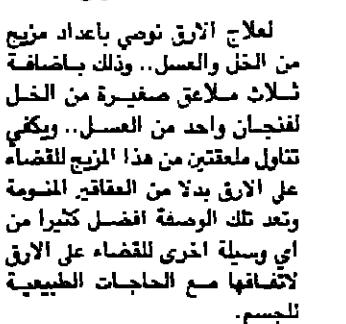 لعلاج الارق نوصي باعداد مزيج
من الخل والعسل.. وذلك باضافة
ثلاث ملاعق صغيرة من الخل
لفنجان واحد من العسل.. ويكفي
تناول ملعقتين من هذا المزيج للقضاء
على الارق بدلا من العقاقير المنومة
وتعد تلك الوصفة افضل كثيرا من
اي وسيلة اخرى للقضاء على الارق
لاتفاقها مع الحاجات الطبيعية
للجسم.